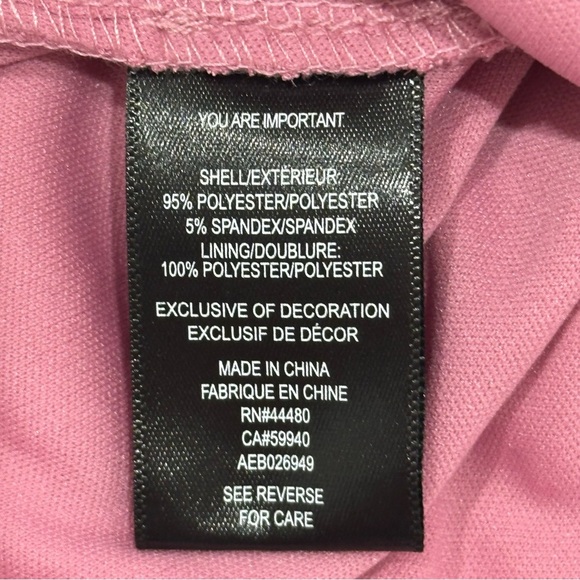 YOU ARE IMPORTANT
SHELL/EXTÉRIEUR:
95% POLYESTER/POLYESTER
5% SPANDEX/SPANDEX
LINING/DOUBLURE:
100% POLYESTER/POLYESTER
EXCLUSIVE OF DECORATION
EXCLUSIF DE DÉCOR
MADE IN CHINA
FABRIQUE EN CHINE
RN#44480
CA#59940
AEB026949
SEE REVERSE
FOR CARE